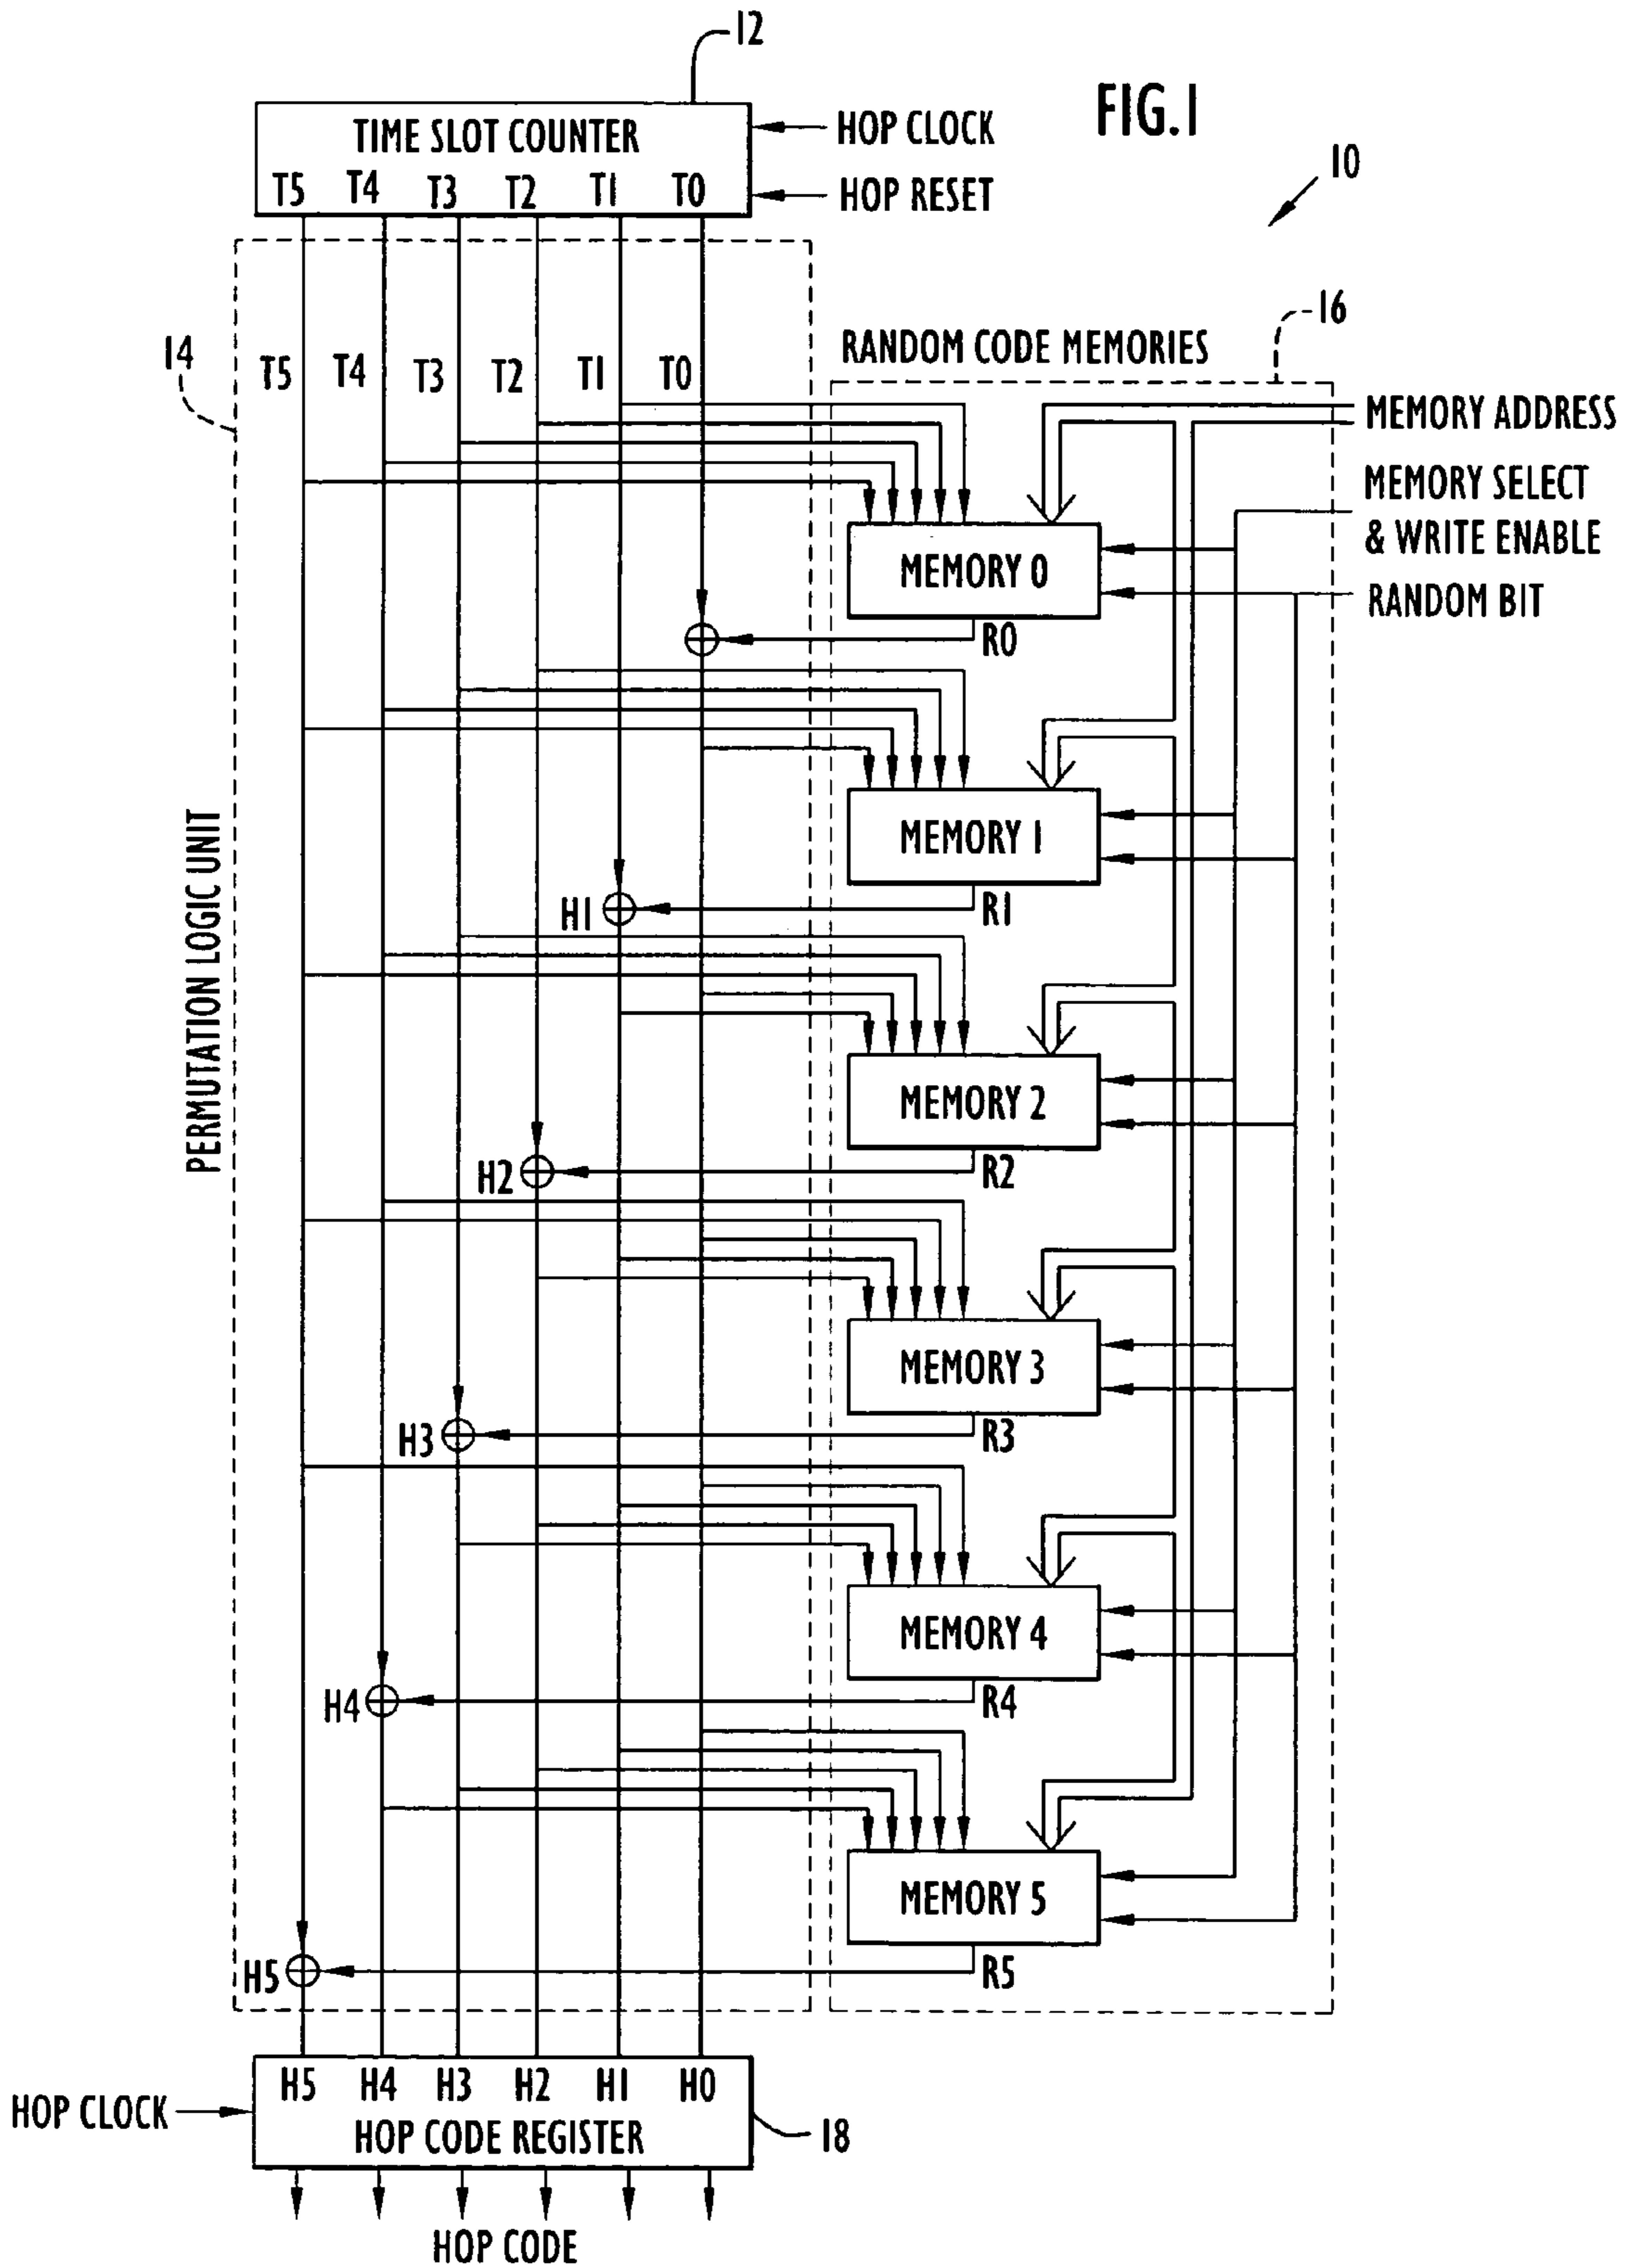 12
FIG.1
TIME SLOT COUNTER
HOP CLOCK
T5 T4 T3 T2 T1 T0
HOP RESET
10
16
14
RANDOM CODE MEMORIES
T5 T4 T3 T2 T1 T0
MEMORY ADDRESS
MEMORY SELECT
& WRITE ENABLE
MEMORY 0
RANDOM BIT
R0
PERMUTATION LOGIC UNIT
MEMORY 1
H1
R1
MEMORY 2
H2
R2
MEMORY 3
H3
R3
MEMORY 4
H4
R4
MEMORY 5
H5
R5
H5 H4 H3 H2 H1 H0
HOP CLOCK
HOP CODE REGISTER
18
HOP CODE